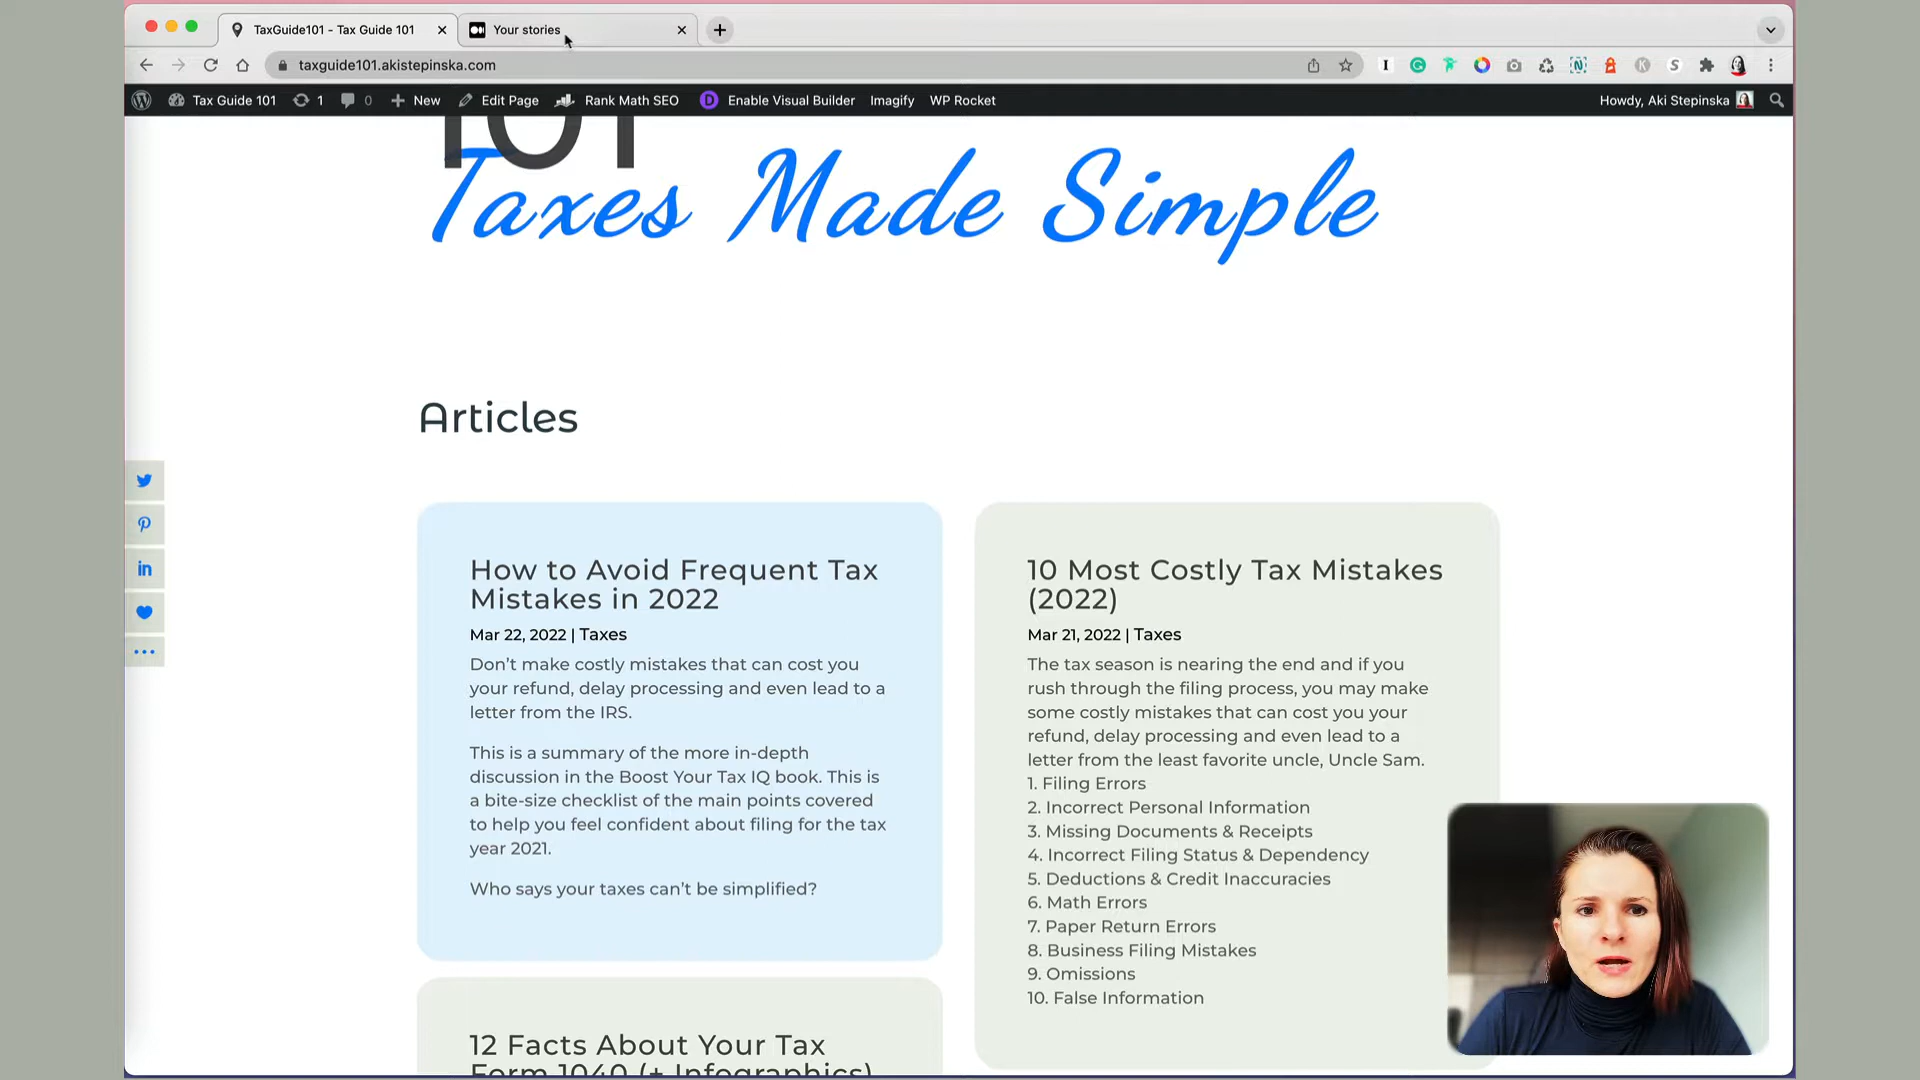 TaxGuide101 - Tax Guide 101
Your stories
taxguide101.akistepinska.com
Tax Guide 101
1
0
New
Edit Page
Rank Math SEO
Enable Visual Builder
Imagify
WP Rocket
Howdy, Aki Stepinska
101
Taxes Made Simple
Articles
How to Avoid Frequent Tax
Mistakes in 2022
Mar 22, 2022 | Taxes
Don't make costly mistakes that can cost you
your refund, delay processing and even lead to a
letter from the IRS.
This is a summary of the more in-depth
discussion in the Boost Your Tax IQ book. This is
a bite-size checklist of the main points covered
to help you feel confident about filing for the tax
year 2021.
Who says your taxes can't be simplified?
10 Most Costly Tax Mistakes
(2022)
Mar 21, 2022 | Taxes
The tax season is nearing the end and if you
rush through the filing process, you may make
some costly mistakes that can cost you your
refund, delay processing and even lead to a
letter from the least favorite uncle, Uncle Sam.
1. Filing Errors
2. Incorrect Personal Information
3. Missing Documents & Receipts
4. Incorrect Filing Status & Dependency
5. Deductions & Credit Inaccuracies
6. Math Errors
7. Paper Return Errors
8. Business Filing Mistakes
9. Omissions
10. False Information
12 Facts About Your Tax
Form 1040 (+ Infographics)